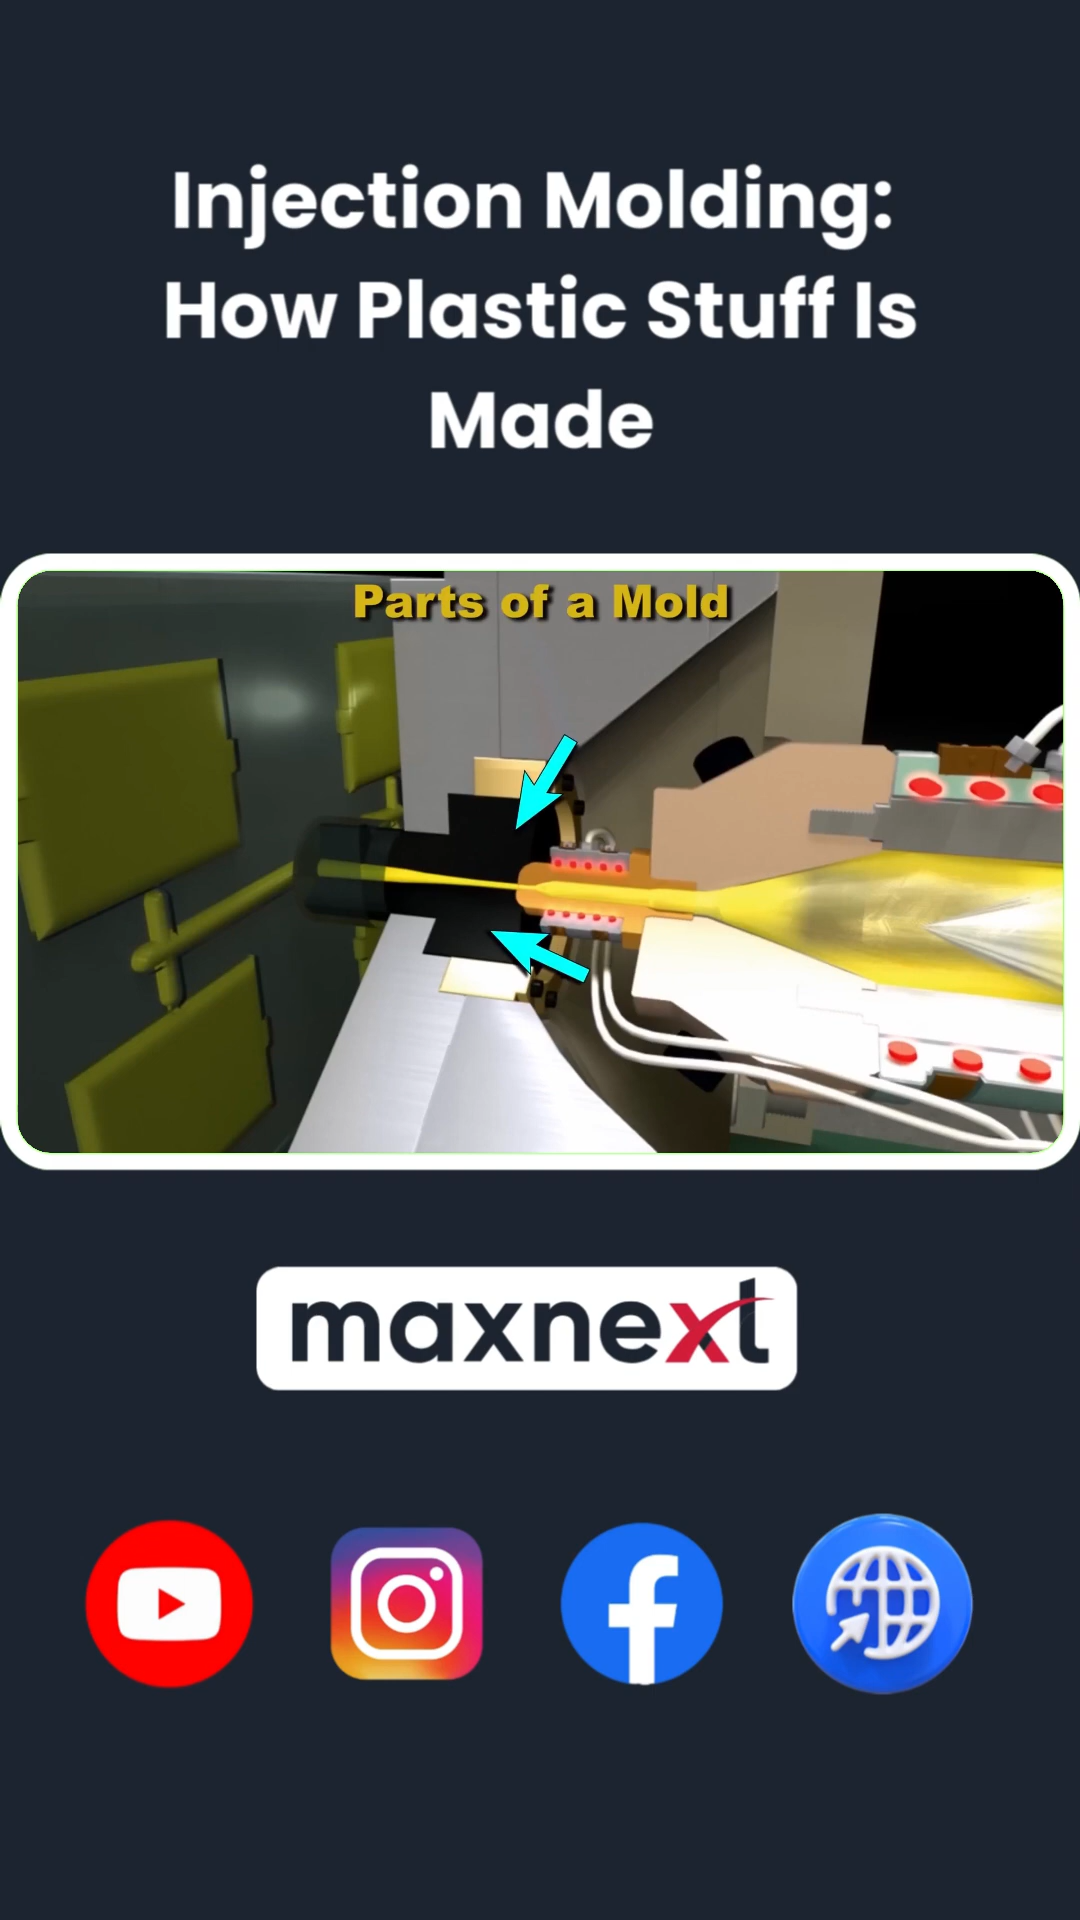 Injection Molding:
How Plastic Stuff Is
Made
Parts of a Mold
maxnext